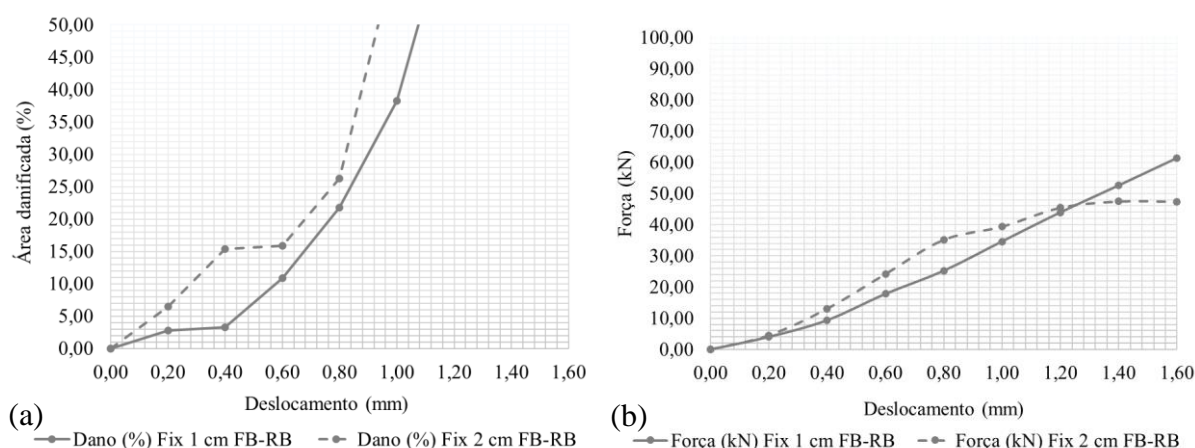 50,00
45,00
40,00
35,00
30,00
25,00
20,00
15,00
10,00
5,00
0,00
Área danificada (%)
0,00 0,20 0,40 0,60 0,80 1,00 1,20 1,40 1,60
Deslocamento (mm)
(a)
Dano (%) Fix 1 cm FB-RB Dano (%) Fix 2 cm FB-RB
100,00
90,00
80,00
70,00
60,00
50,00
40,00
30,00
20,00
10,00
0,00
Força (kN)
0,00 0,20 0,40 0,60 0,80 1,00 1,20 1,40 1,60
Deslocamento (mm)
(b)
Força (kN) Fix 1 cm FB-RB Força (kN) Fix 2 cm FB-RB